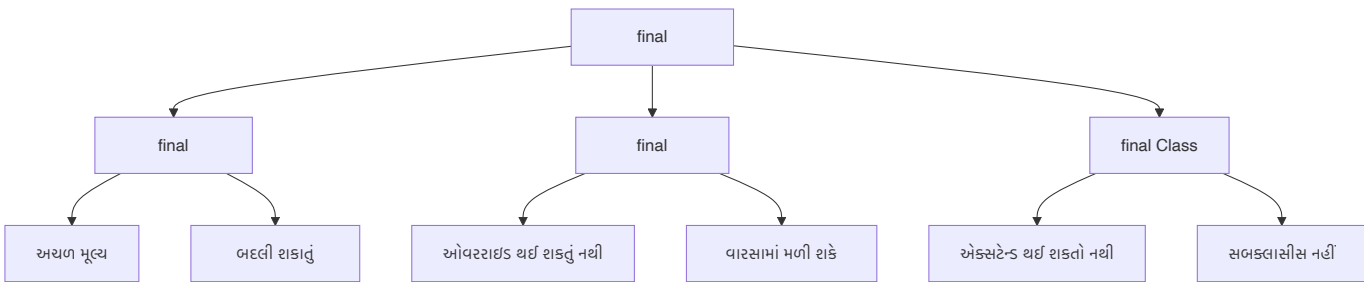 final
final
final
final Class
અચળ મૂલ્ય
બદલી શકાતું
ઓવરરાઇડ થઈ શકતું નથી
વારસામાં મળી શકે
એક્સટેન્ડ થઈ શકતો નથી
સબક્લાસીસ નહીં